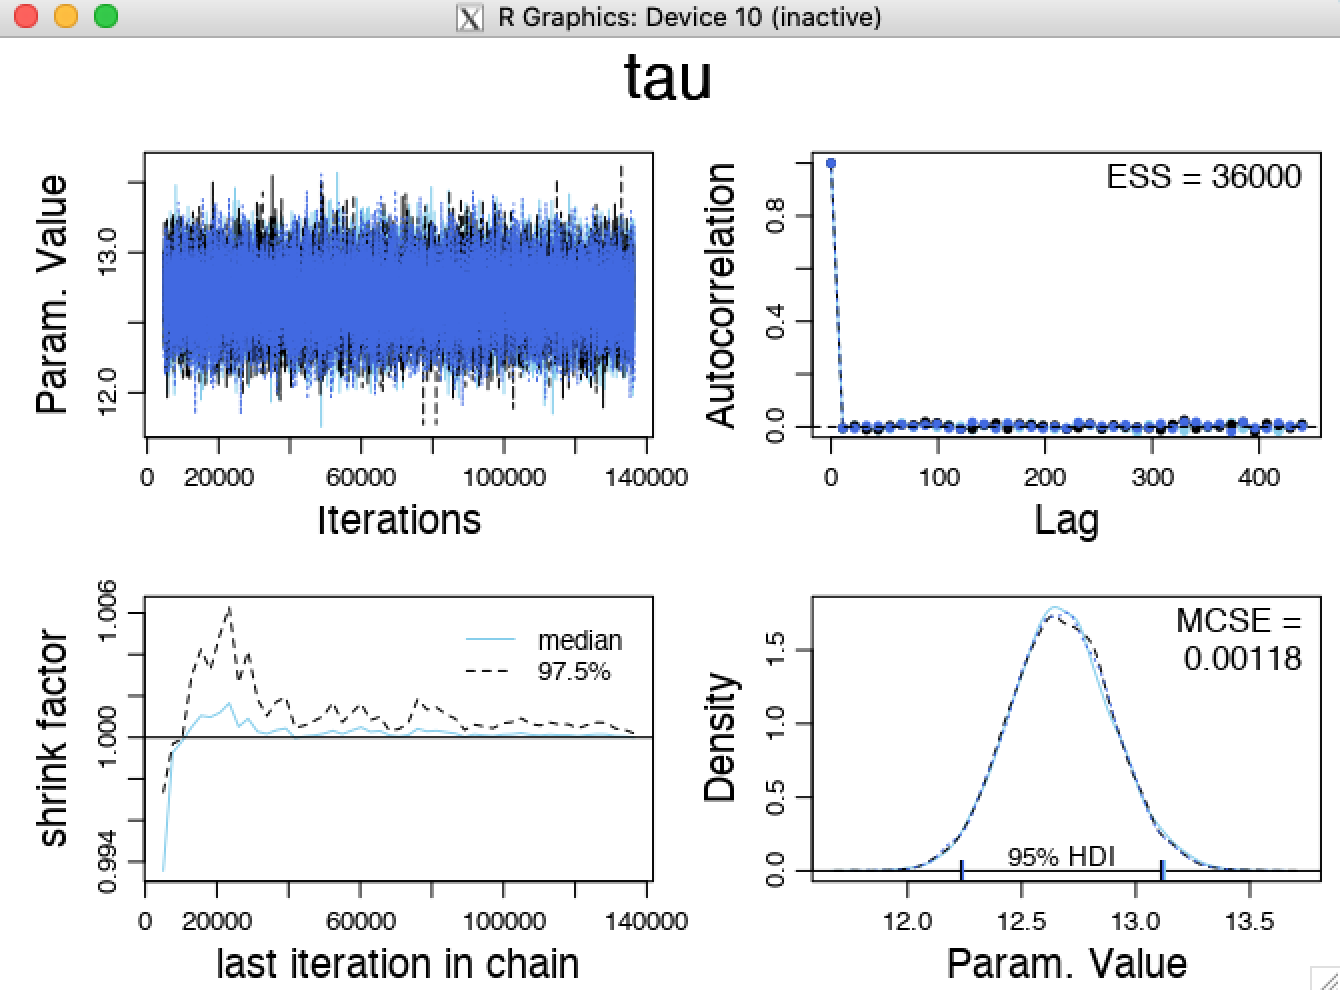 R Graphics: Device 10 (inactive)
tau
Param. Value
12.0 13.0
0 20000 60000 100000 140000
Iterations
Autocorrelation
0.0 0.4 0.8
ESS = 36000
0 100 200 300 400
Lag
shrink factor
0.994 1.000 1.006
median
97.5%
0 20000 60000 100000 140000
last iteration in chain
Density
0.0 0.5 1.0 1.5
MCSE =
0.00118
95% HDI
12.0 12.5 13.0 13.5
Param. Value